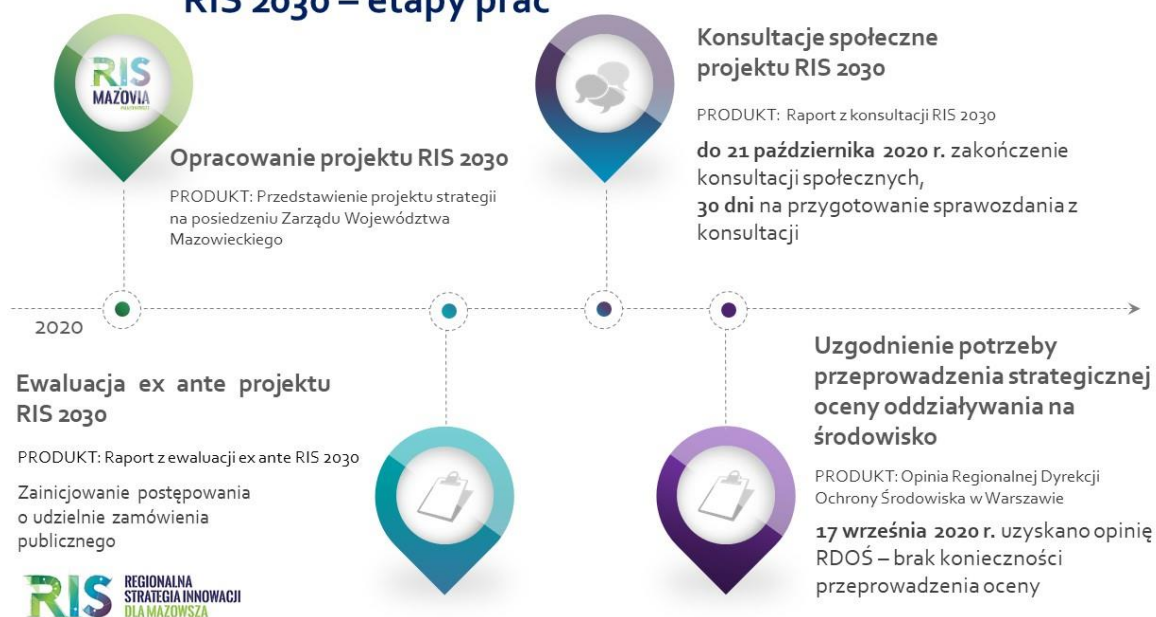 RIS 2030 – etapy prac
RIS
MAZOVIA
Opracowanie projektu RIS 2030
PRODUKT: Przedstawienie projektu strategii
na posiedzeniu Zarządu Województwa
Mazowieckiego
Konsultacje społeczne
projektu RIS 2030
PRODUKT: Raport z konsultacji RIS 2030
do 21 października 2020 r. zakończenie
konsultacji społecznych,
30 dni na przygotowanie sprawozdania z
konsultacji
2020
Ewaluacja ex ante projektu
RIS 2030
PRODUKT: Raport z ewaluacji ex ante RIS 2030
Zainicjowanie postępowania
o udzielnie zamówienia
publicznego
Uzgodnienie potrzeby
przeprowadzenia strategicznej
oceny oddziaływania na
środowisko
PRODUKT: Opinia Regionalnej Dyrekcji
Ochrony Środowiska w Warszawie
17 września 2020 r. uzyskano opinię
RDOŚ – brak konieczności
przeprowadzenia oceny
RIS
REGIONALNA
STRATEGIA INNOWACJI
DLA MAZOWSZA